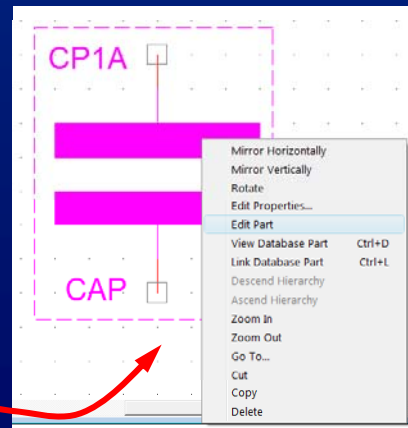 CP1A
CAP
Mirror Horizontally
Mirror Vertically
Rotate
Edit Properties...
Edit Part
View Database Part Ctrl+D
Link Database Part Ctrl+L
Descend Hierarchy
Ascend Hierarchy
Zoom In
Zoom Out
Go To...
Cut
Copy
Delete